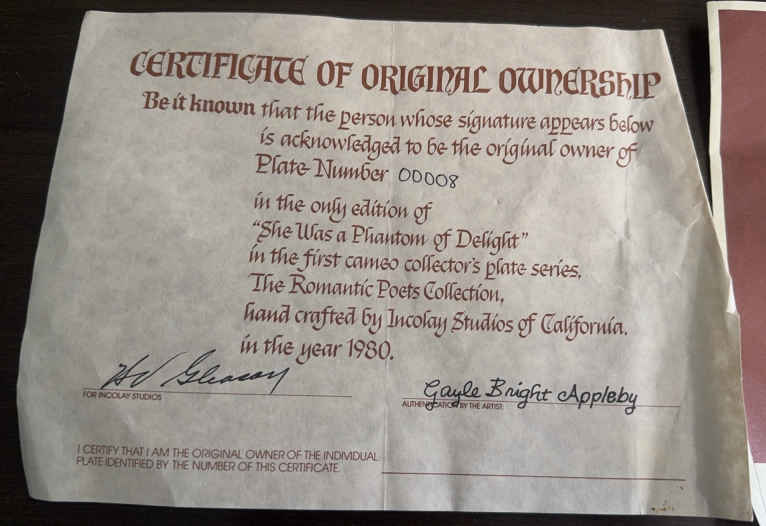 CERTIFICATE OF ORIGINAL OWNERSHIP
Be it known that the person whose signature appears below
is acknowledged to be the original owner of
Plate Number 00008
in the only edition of
"She Was a Phantom of Delight"
in the first cameo collector's plate series,
The Romantic Poets Collection,
hand crafted by Incolay Studios of California.
in the year 1980.
Gleason
FOR INCOLAY STUDIOS
Gayle Bright Appleby
AUTHENTICATION BY THE ARTIST:
I CERTIFY THAT I AM THE ORIGINAL OWNER OF THE INDIVIDUAL
PLATE IDENTIFIED BY THE NUMBER OF THIS CERTIFICATE.